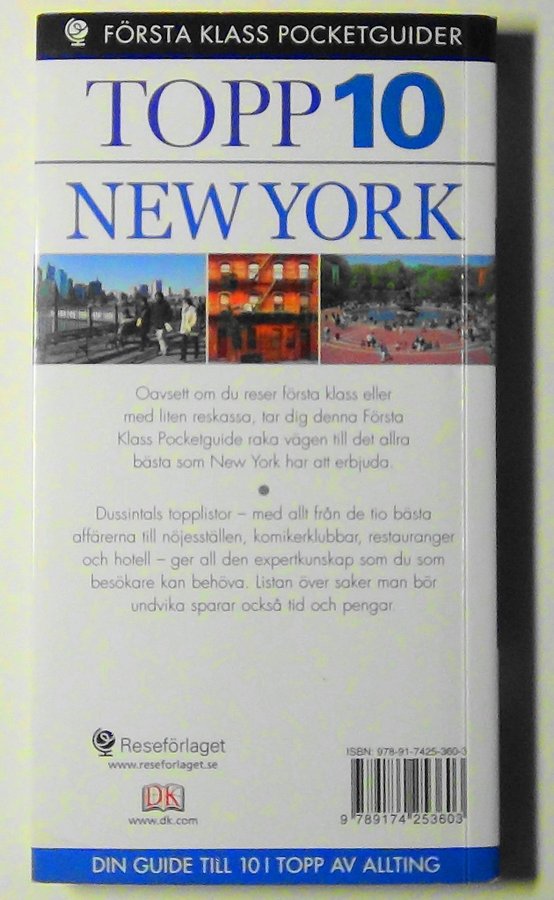 FÖRSTA KLASS POCKETGUIDER
TOPP 10
NEW YORK
Oavsett om du reser första klass eller
med liten reskassa, tar dig denna Första
Klass Pocketguide raka vägen till det allra
bästa som New York har att erbjuda.
•
Dussintals topplistor – med allt från de tio bästa
affärerna till nöjesställen, komikerklubbar, restauranger
och hotell – ger all den expertkunskap som du som
besökare kan behöva. Listan över saker man bör
undvika sparar också tid och pengar.
Reseförlaget
www.reseforlaget.se
DK
www.dk.com
ISBN: 978-91-7425-360-3
9 789174 253603
DIN GUIDE TILL 10 I TOPP AV ALLTING